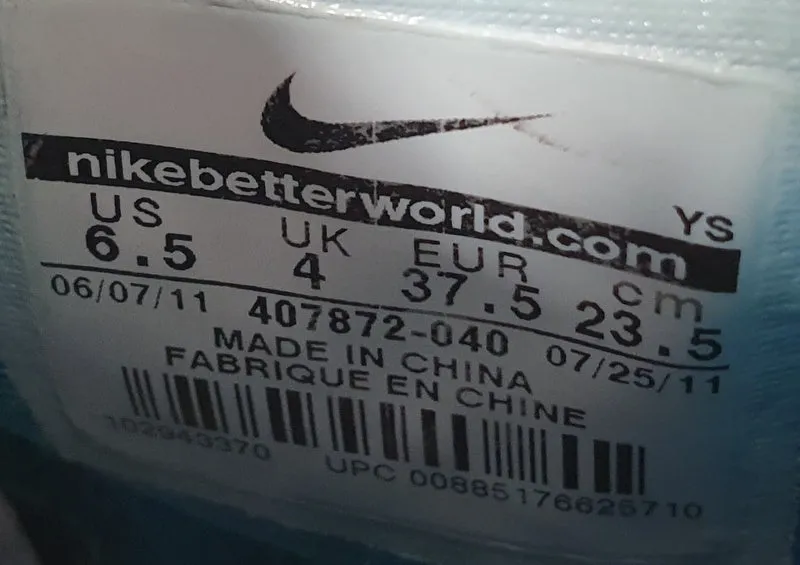 nikebetterworld.com
YS
US UK EUR cm
6.5 4 37.5 23.5
06/07/11 407872-040 07/25/11
MADE IN CHINA
FABRIQUE EN CHINE
102943370 UPC 00885176625710